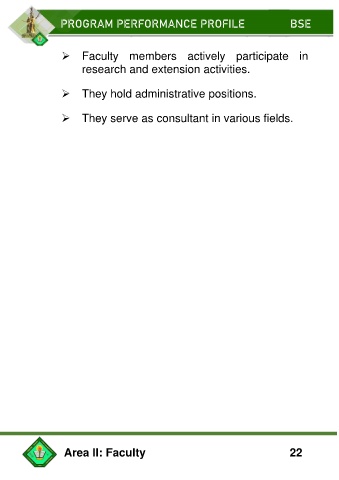 PROGRAM PERFORMANCE PROFILE BSE
➢ Faculty members actively participate in
research and extension activities.
➢ They hold administrative positions.
➢ They serve as consultant in various fields.
Area II: Faculty 22